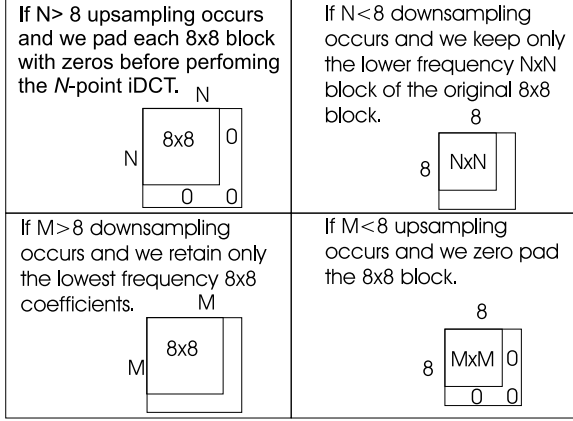 If N> 8 upsampling occurs
and we pad each 8x8 block
with zeros before perfoming
the N-point iDCT.
N
8x8 0
N
0 0
If N<8 downsampling
occurs and we keep only
the lower frequency NxN
block of the original 8x8
block.
8
8 NxN
If M>8 downsampling
occurs and we retain only
the lowest frequency 8x8
coefficients.
M
8x8
M
If M<8 upsampling
occurs and we zero pad
the 8x8 block.
8
8 MxM 0
0 0